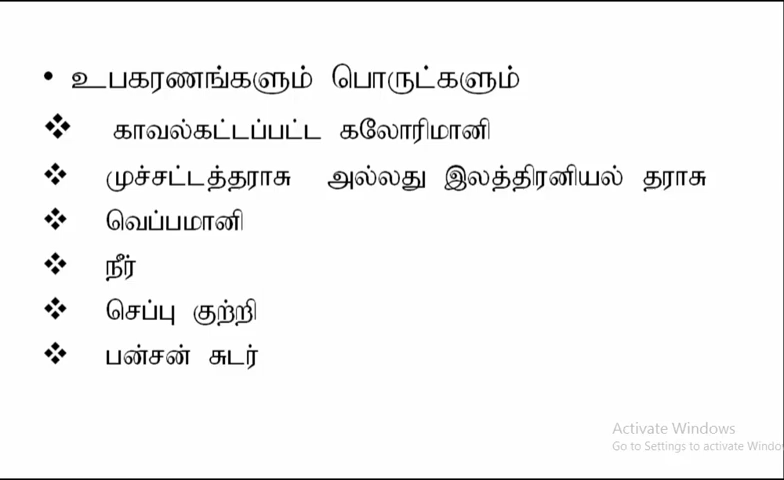 • உபகரணங்களும் பொருட்களும்
❖ காவல்கட்டப்பட்ட கலோரிமானி
❖ முச்சட்டத்தராசு அல்லது இலத்திரனியல் தராசு
❖ வெப்பமானி
❖ நீர்
❖ செப்பு குற்றி
❖ பன்சன் சுடர்
Activate Windows
Go to Settings to activate Windo